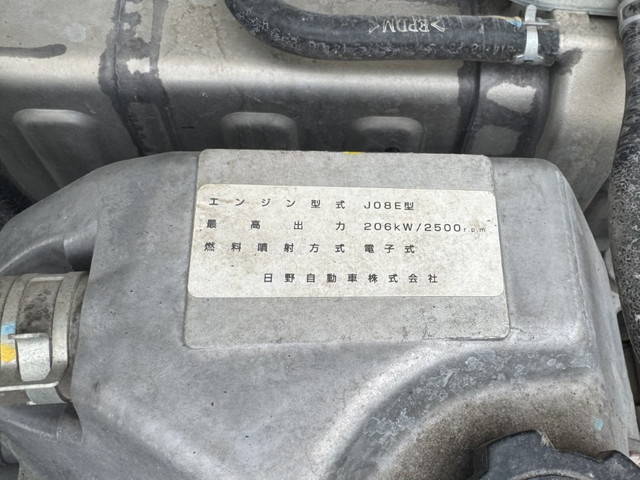 >EPDM<
エンジン型式 J08E型
最高出力 206kW/2500r.p.m
燃料噴射方式 電子式
日野自動車株式会社